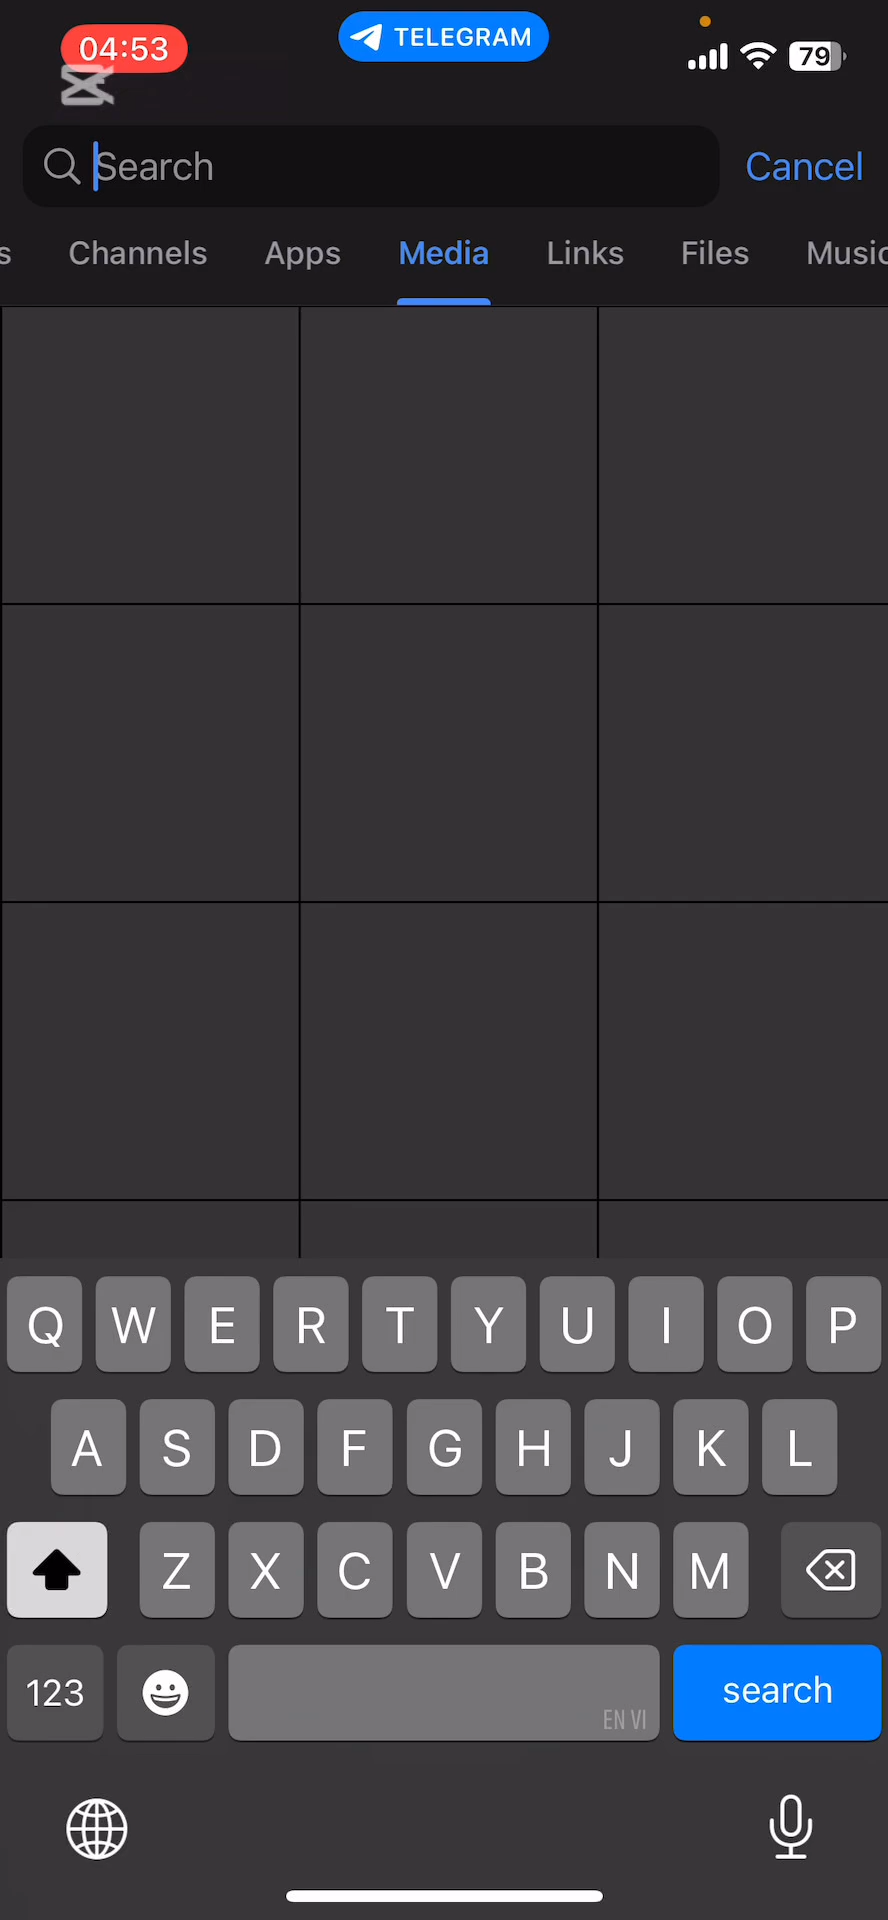 04:53
TELEGRAM
79
Search
Cancel
s Channels Apps Media Links Files Music
Q W E R T Y U I O P
A S D F G H J K L
Z X C V B N M
123
EN VI
search